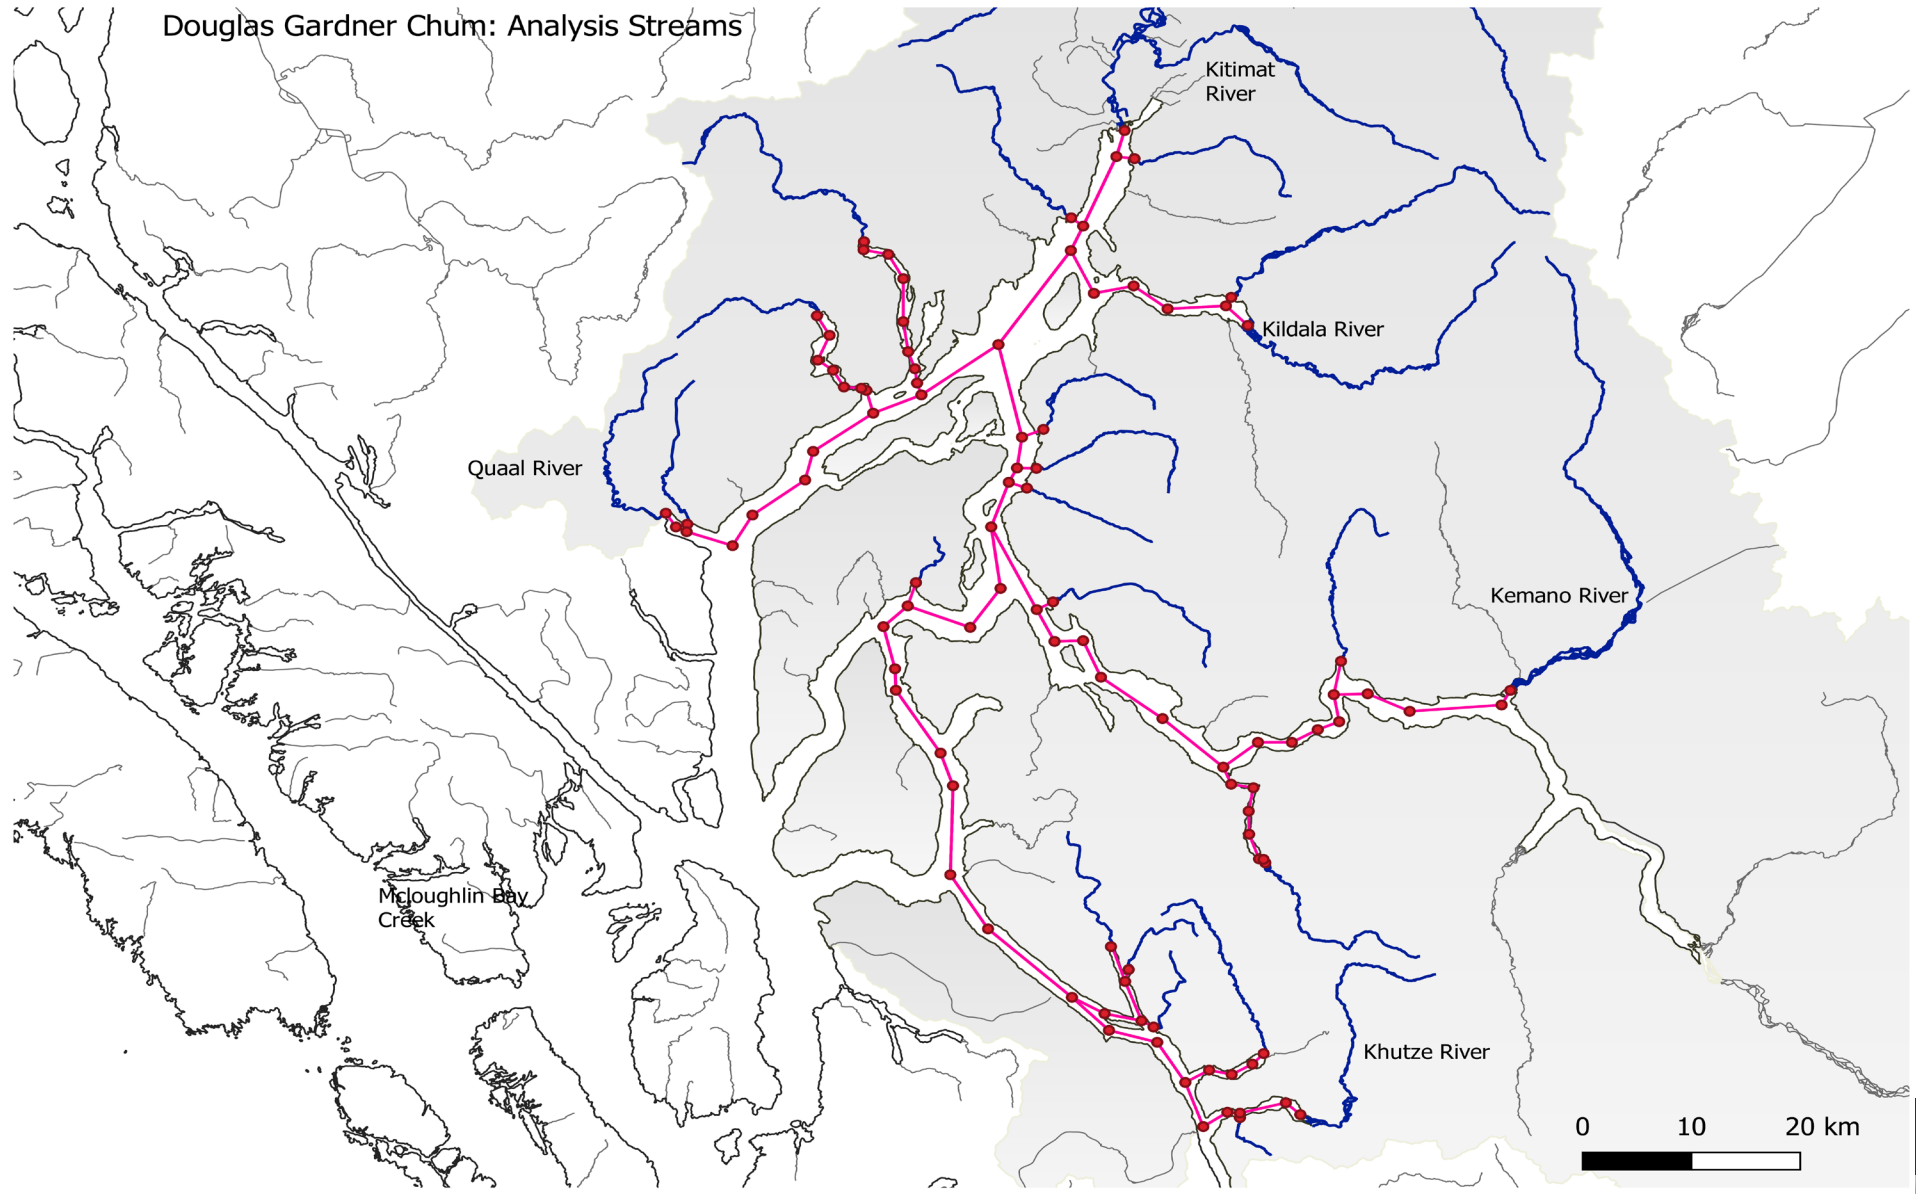 Douglas Gardner Chum: Analysis Streams
Kitimat
River
Kildala River
Quaal River
Kemano River
Mcloughlin Bay
Creek
Khutze River
0 10 20 km